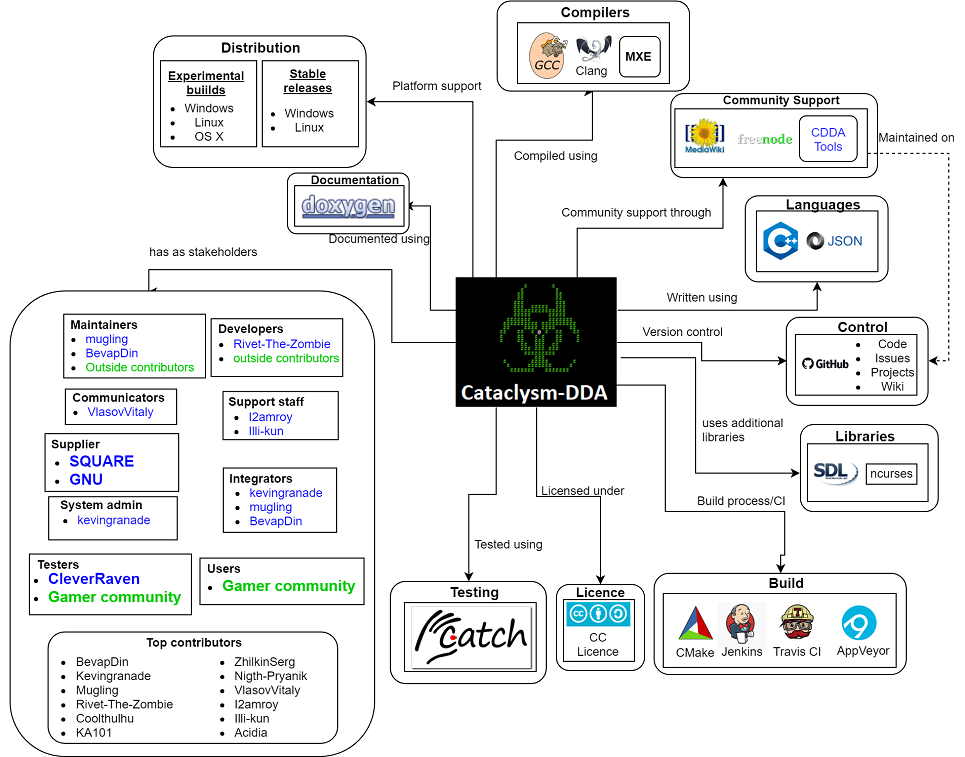 Compilers
GCC
Clang
MXE
Distribution
Experimental
buiilds
Windows
Linux
OS X
Stable
releases
Windows
Linux
Platform support
Compiled using
Community Support
MediaWiki
freenode
CDDA
Tools
Maintained on
Documentation
doxygen
Documented using
Community support through
Languages
C++
JSON
has as stakeholders
Written using
Version control
Control
GitHub
Code
Issues
Projects
Wiki
Cataclysm-DDA
Maintainers
mugling
BevapDin
Outside contributors
Developers
Rivet-The-Zombie
outside contributors
Communicators
VlasovVitaly
Support staff
I2amroy
Illi-kun
Supplier
SQUARE
GNU
Integrators
kevingranade
mugling
BevapDin
System admin
kevingranade
Testers
CleverRaven
Gamer community
Users
Gamer community
Top contributors
BevapDin
Kevingranade
Mugling
Rivet-The-Zombie
Coolthulhu
KA101
ZhilkinSerg
Nigth-Pryanik
VlasovVitaly
I2amroy
Illi-kun
Acidia
uses additional
libraries
Libraries
SDL
ncurses
Build process/CI
Licensed under
Tested using
Testing
Catch
Licence
cc
CC
Licence
Build
CMake
Jenkins
Travis CI
AppVeyor